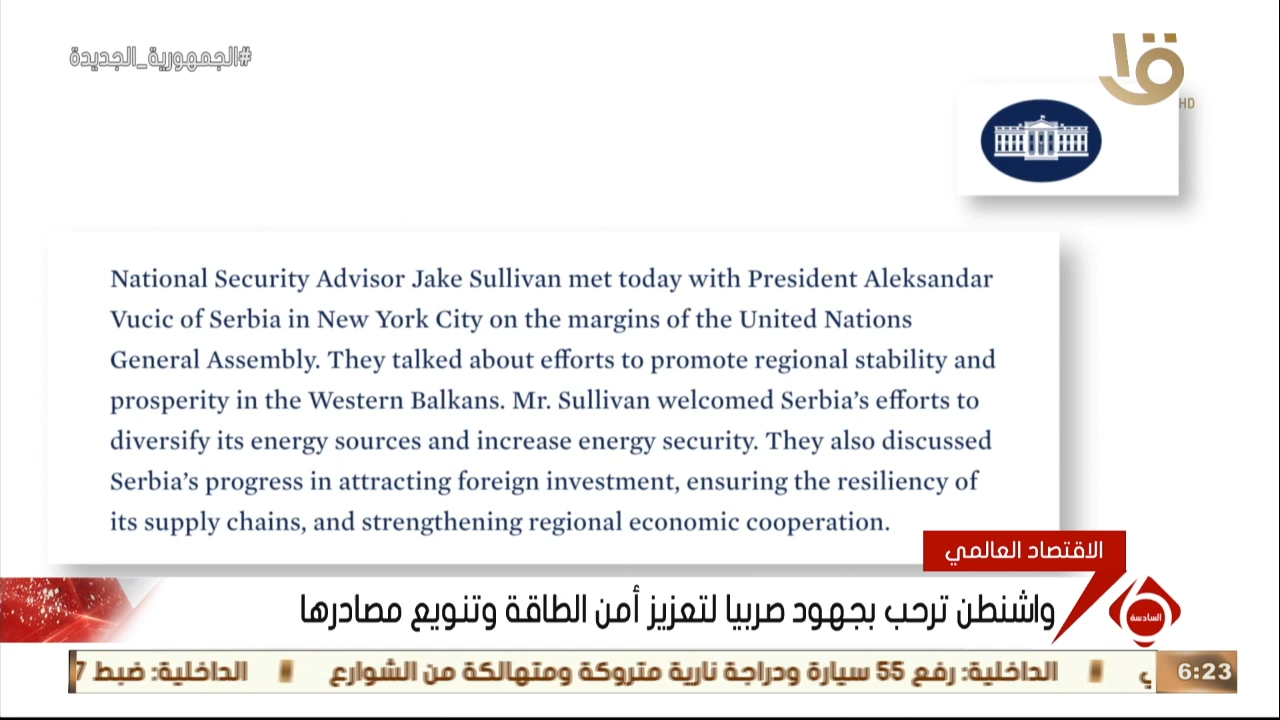 #الجمهورية_الجديدة
HD
National Security Advisor Jake Sullivan met today with President Aleksandar
Vucic of Serbia in New York City on the margins of the United Nations
General Assembly. They talked about efforts to promote regional stability and
prosperity in the Western Balkans. Mr. Sullivan welcomed Serbia’s efforts to
diversify its energy sources and increase energy security. They also discussed
Serbia’s progress in attracting foreign investment, ensuring the resiliency of
its supply chains, and strengthening regional economic cooperation.
الاقتصاد العالمي
واشنطن ترحب بجهود صربيا لتعزيز أمن الطاقة وتنويع مصادرها
السادسة
6:23
الداخلية: رفع 55 سيارة ودراجة نارية متروكة ومتهالكة من الشوارع
الداخلية: ضبط 7